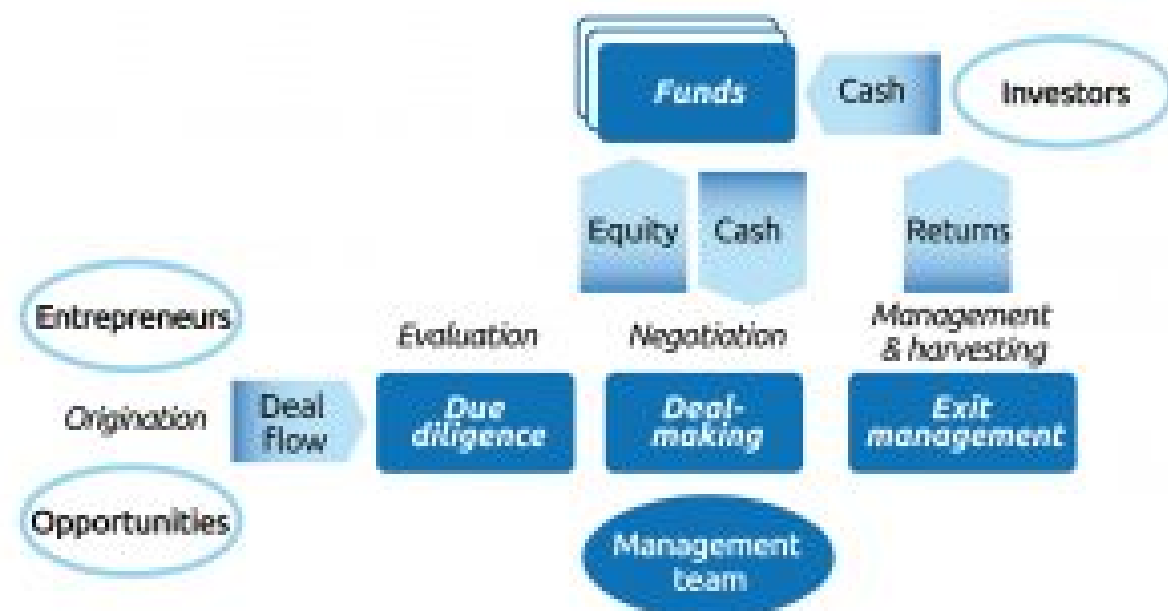 Funds
Cash
Investors
Equity
Cash
Returns
Entrepreneurs
Evaluation
Negotiation
Management
& harvesting
Origination
Deal
flow
Due
diligence
Deal-
making
Exit
management
Opportunities
Management
team